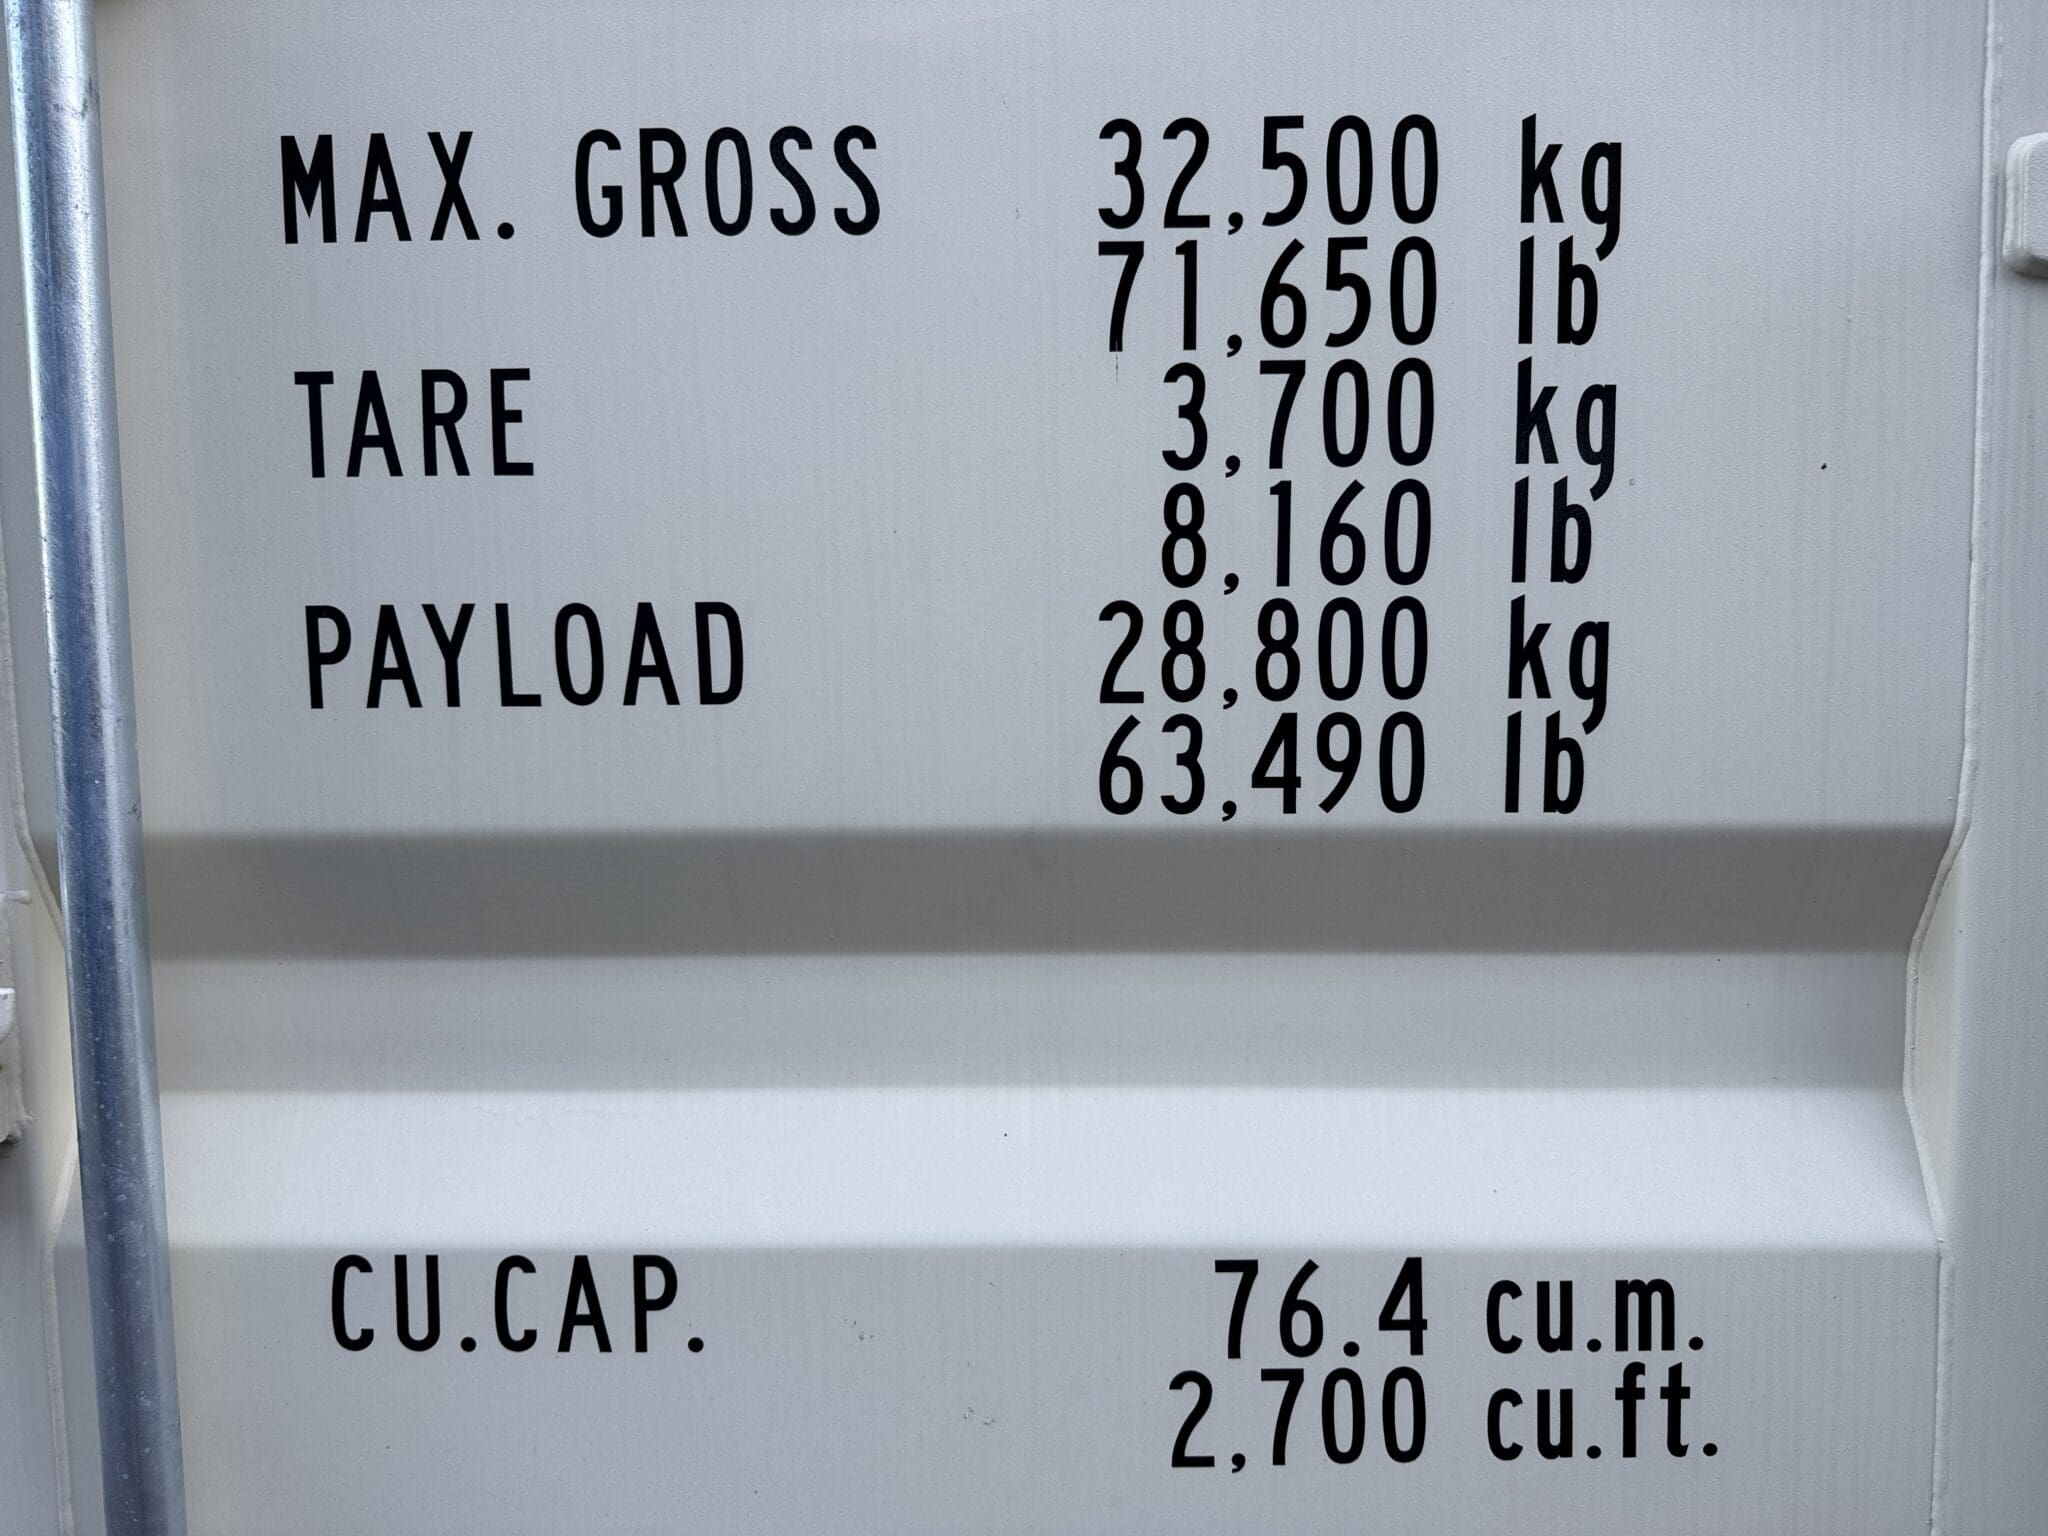 MAX. GROSS 32,500 kg
71,650 lb
TARE 3,700 kg
8,160 lb
PAYLOAD 28,800 kg
63,490 lb
CU.CAP. 76.4 cu.m.
2,700 cu.ft.